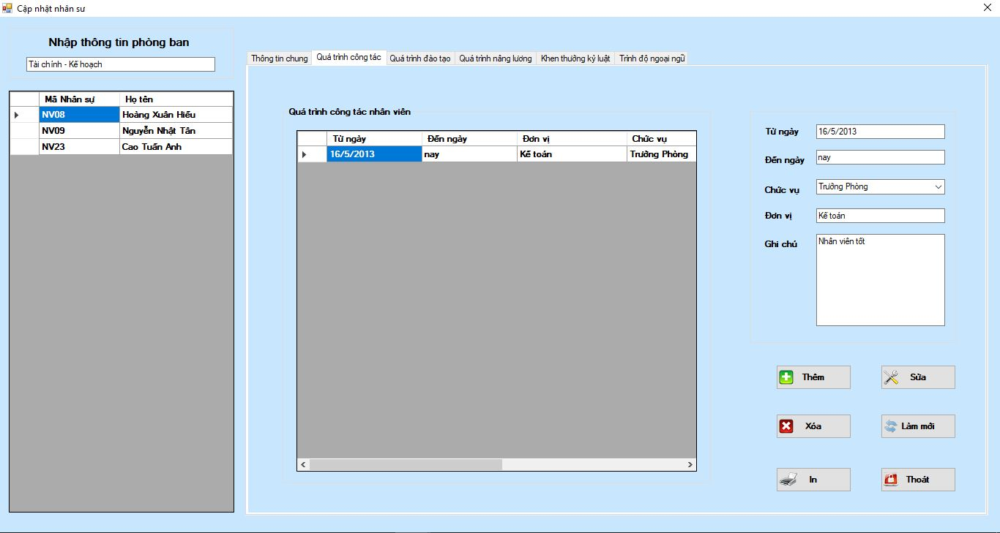 Cập nhật nhân sư
Nhập thông tin phòng ban
Tài chính - Kế hoạch
Mã Nhân sự Họ tên
NV08 Hoàng Xuân Hiếu
NV09 Nguyễn Nhật Tân
NV23 Cao Tuấn Anh
Thông tin chung Quá trình công tác Quá trình đào tạo Quá trình nâng lương Khen thưởng kỷ luật Trình độ ngoại ngữ
Quá trình công tác nhân viên
Từ ngày Đến ngày Đơn vị Chức vụ
16/5/2013 nay Kế toán Trưởng Phòng
Từ ngày 16/5/2013
Đến ngày nay
Chức vụ Trưởng Phòng
Đơn vị Kế toán
Ghi chú Nhân viên tốt
Thêm Sửa
Xóa Làm mới
In Thoát